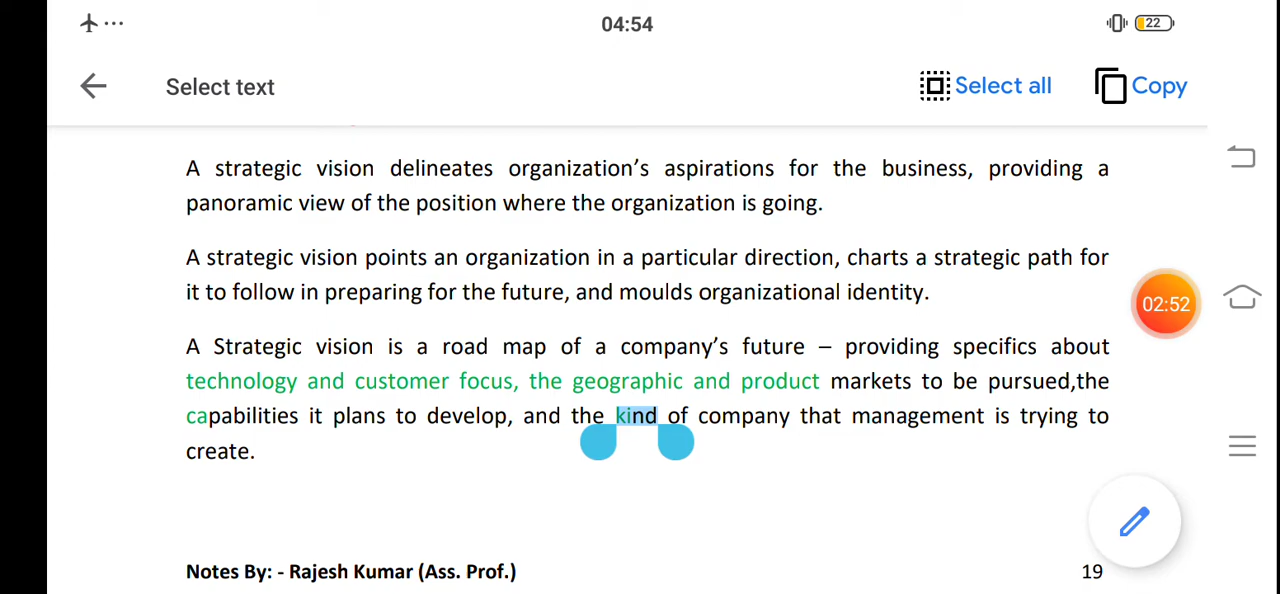 04:54
22
Select text
Select all
Copy
A strategic vision delineates organization’s aspirations for the business, providing a
panoramic view of the position where the organization is going.
A strategic vision points an organization in a particular direction, charts a strategic path for
it to follow in preparing for the future, and moulds organizational identity.
02:52
A Strategic vision is a road map of a company’s future – providing specifics about
technology and customer focus, the geographic and product markets to be pursued,the
capabilities it plans to develop, and the kind of company that management is trying to
create.
Notes By: - Rajesh Kumar (Ass. Prof.)
19